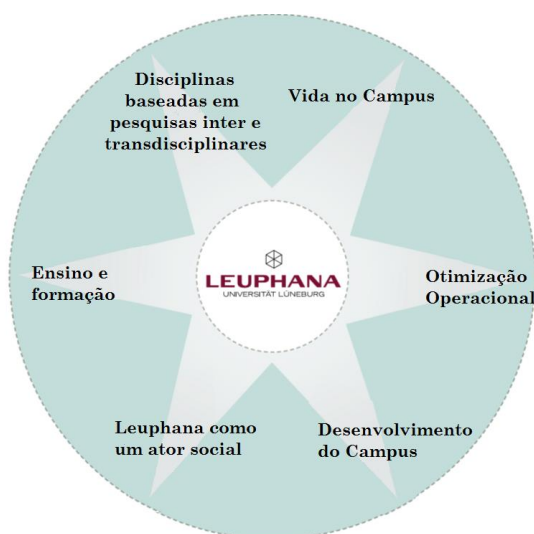 Disciplinas
baseadas em
pesquisas inter e
transdisciplinares
Vida no Campus
Ensino e
formação
LEUPHANA
UNIVERSITÄT LÜNEBURG
Otimização
Operacional
Leuphana como
um ator social
Desenvolvimento
do Campus